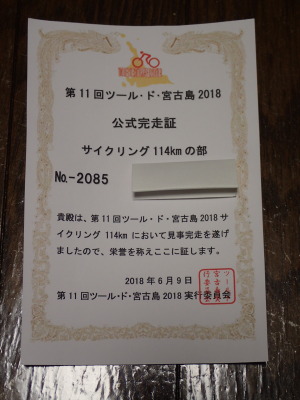 第11回ツール・ド・宮古島2018
公式完走証
サイクリング114kmの部
No.-2085
貴殿は、第11回ツール・ド・宮古島2018サ
イクリング114kmにおいて見事完走を遂げ
ましたので、栄誉を称えここに証します。
2018年6月9日
第11回ツール・ド・宮古島2018実行委員会